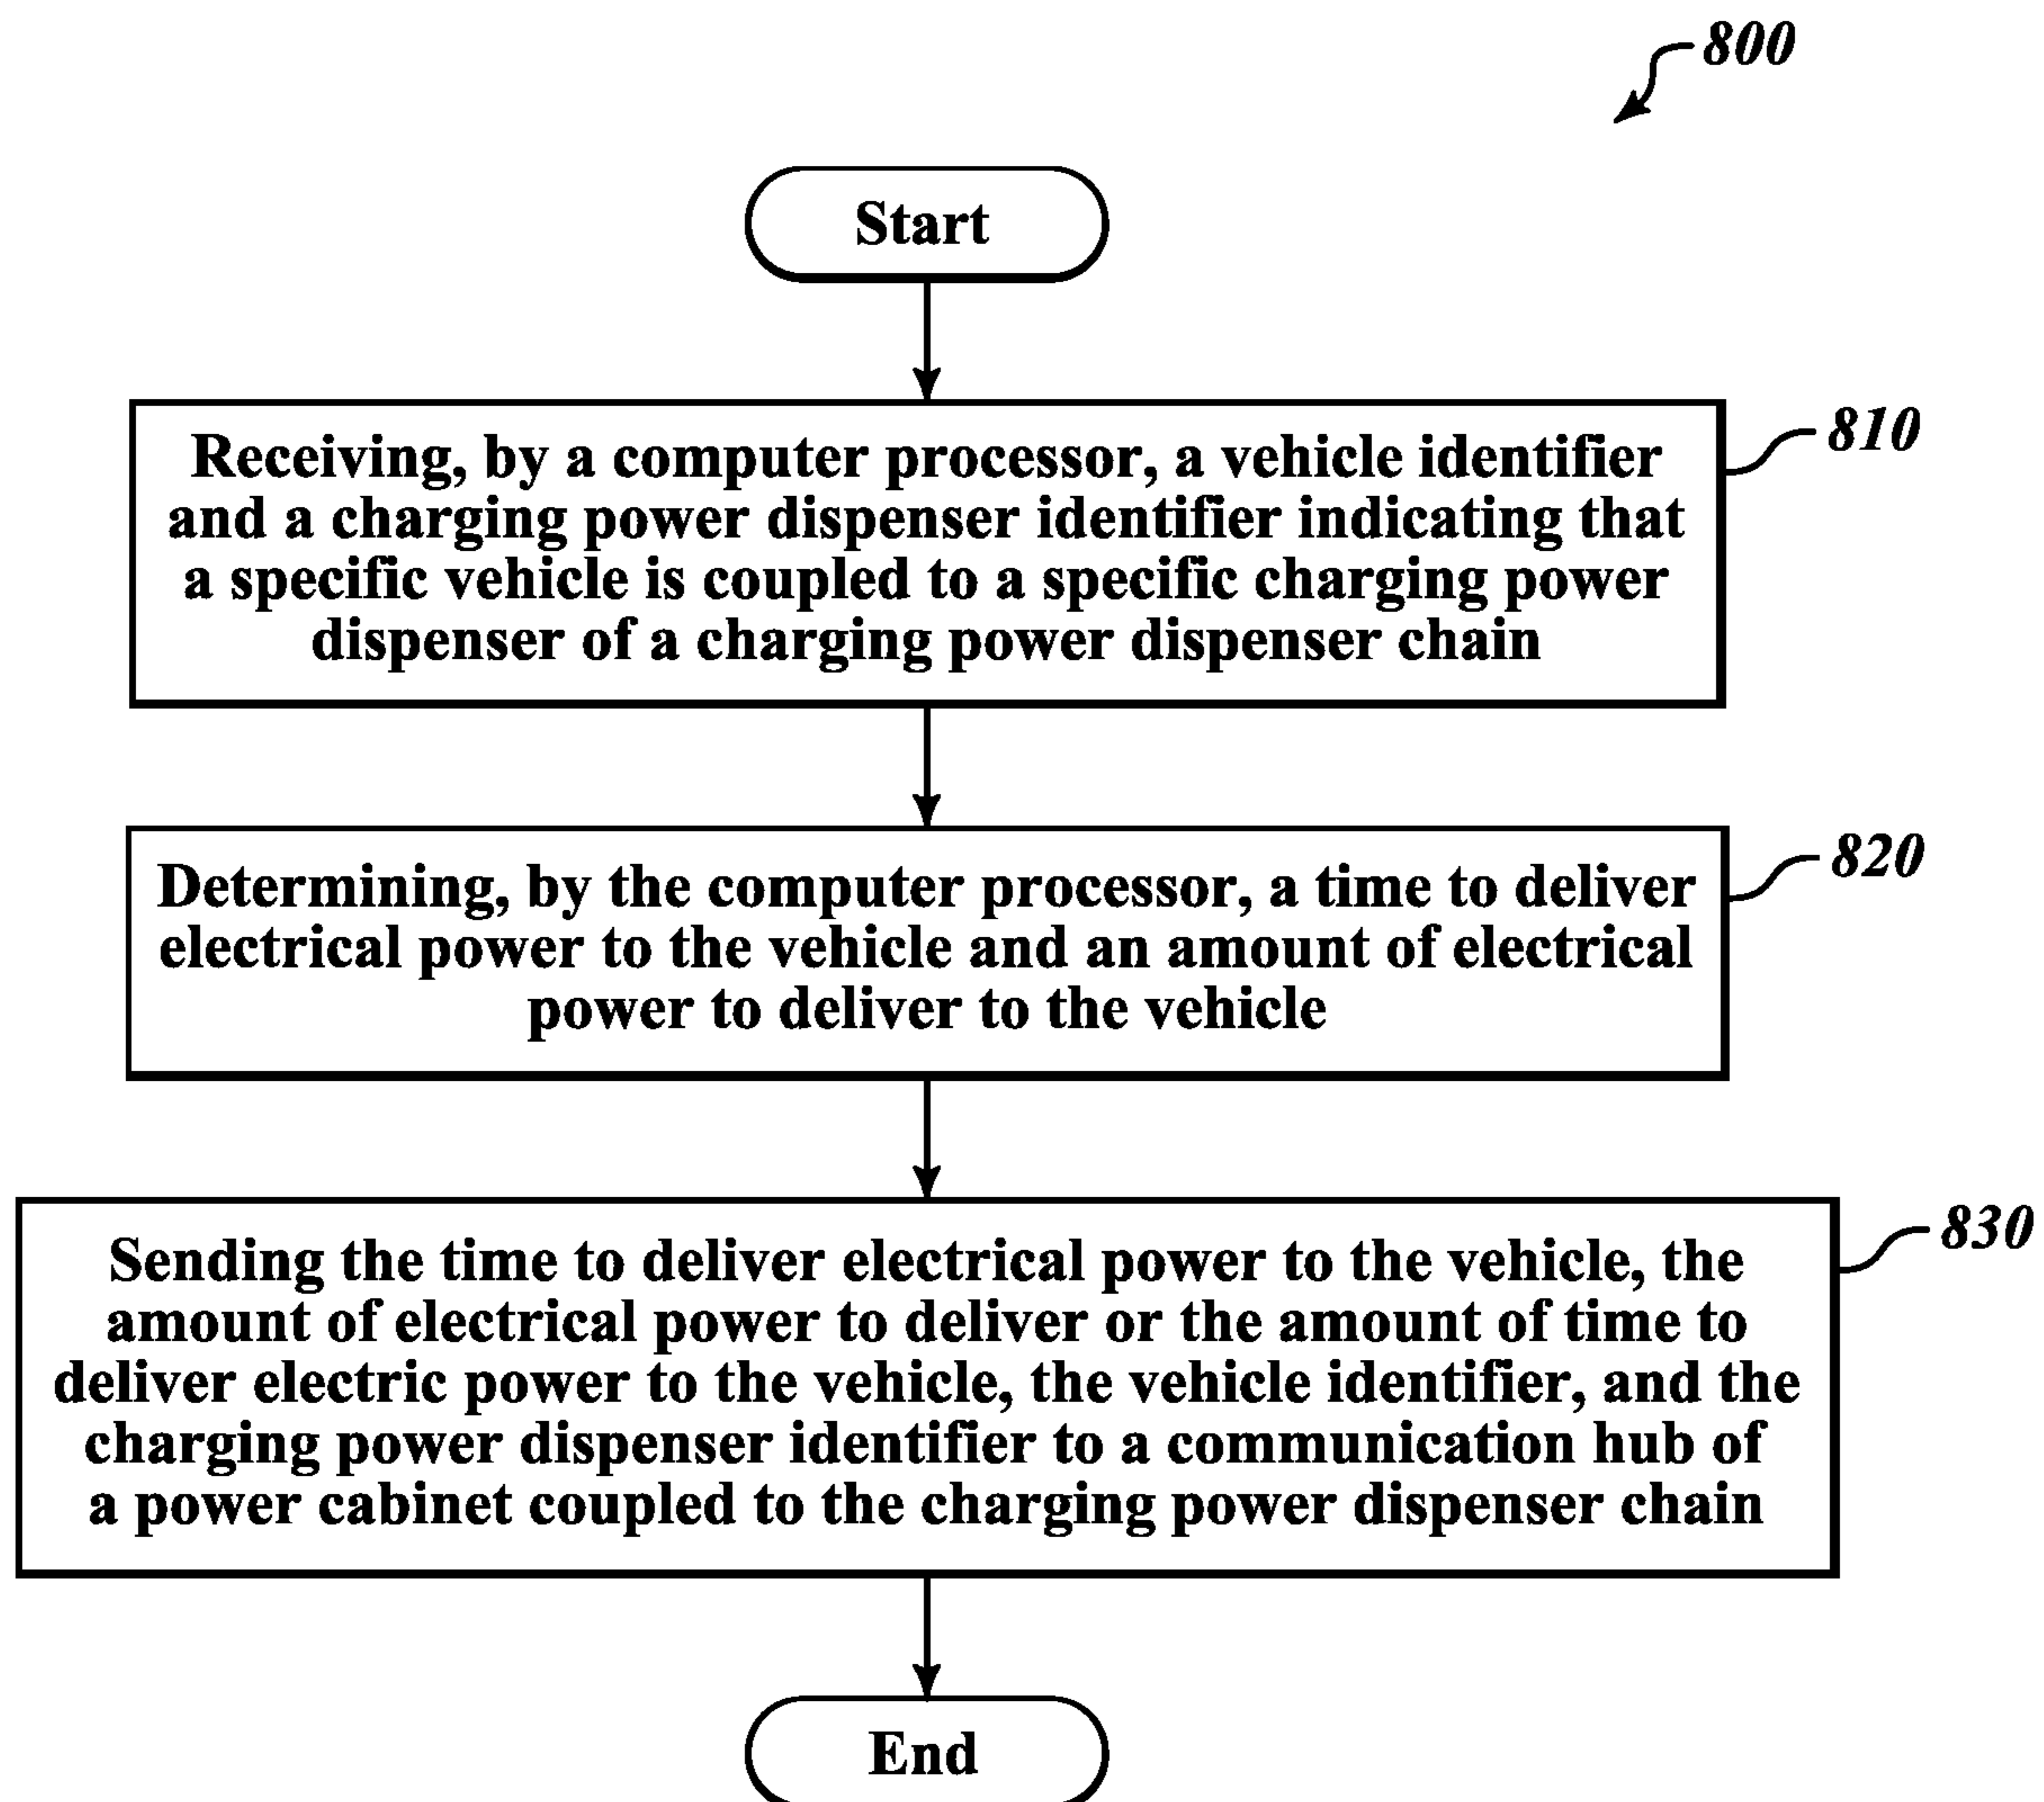 800
Start
Receiving, by a computer processor, a vehicle identifier
and a charging power dispenser identifier indicating that
a specific vehicle is coupled to a specific charging power
dispenser of a charging power dispenser chain
810
Determining, by the computer processor, a time to deliver
electrical power to the vehicle and an amount of electrical
power to deliver to the vehicle
820
Sending the time to deliver electrical power to the vehicle, the
amount of electrical power to deliver or the amount of time to
deliver electric power to the vehicle, the vehicle identifier, and the
charging power dispenser identifier to a communication hub of
a power cabinet coupled to the charging power dispenser chain
830
End